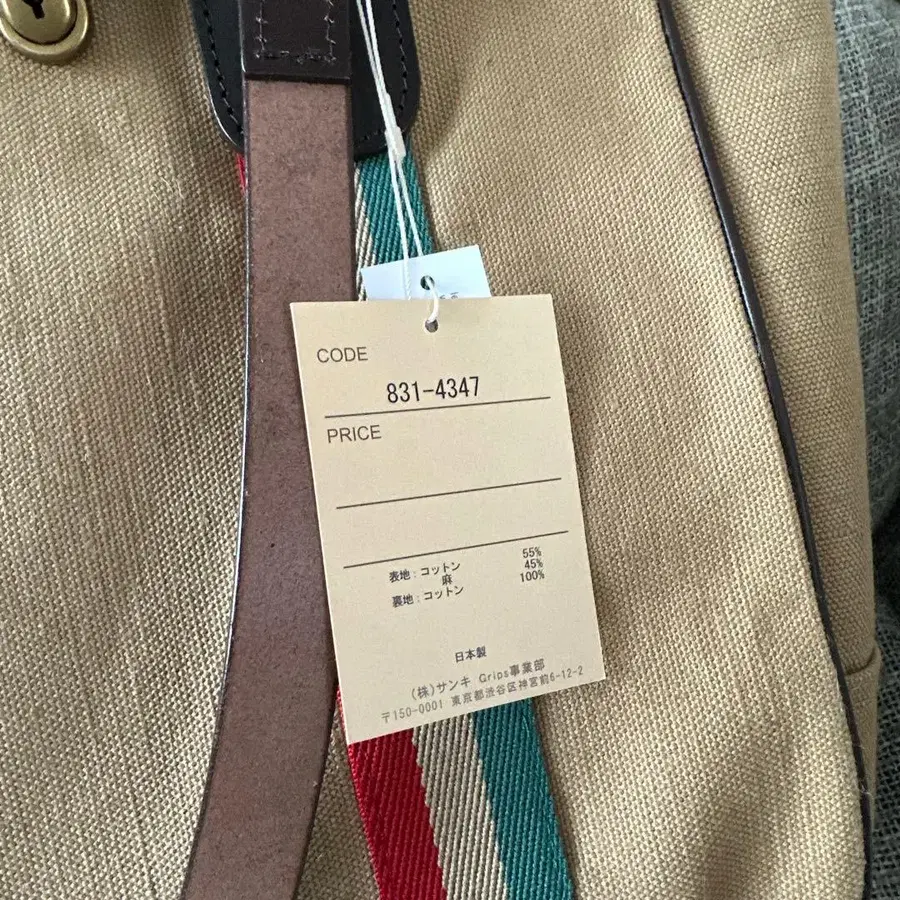 CODE
831-4347
PRICE
表地:コットン 55%
麻 45%
裏地:コットン 100%
日本製
(株)サンキ Grips事業部
〒150-0001 東京都渋谷区神宮前6-12-2